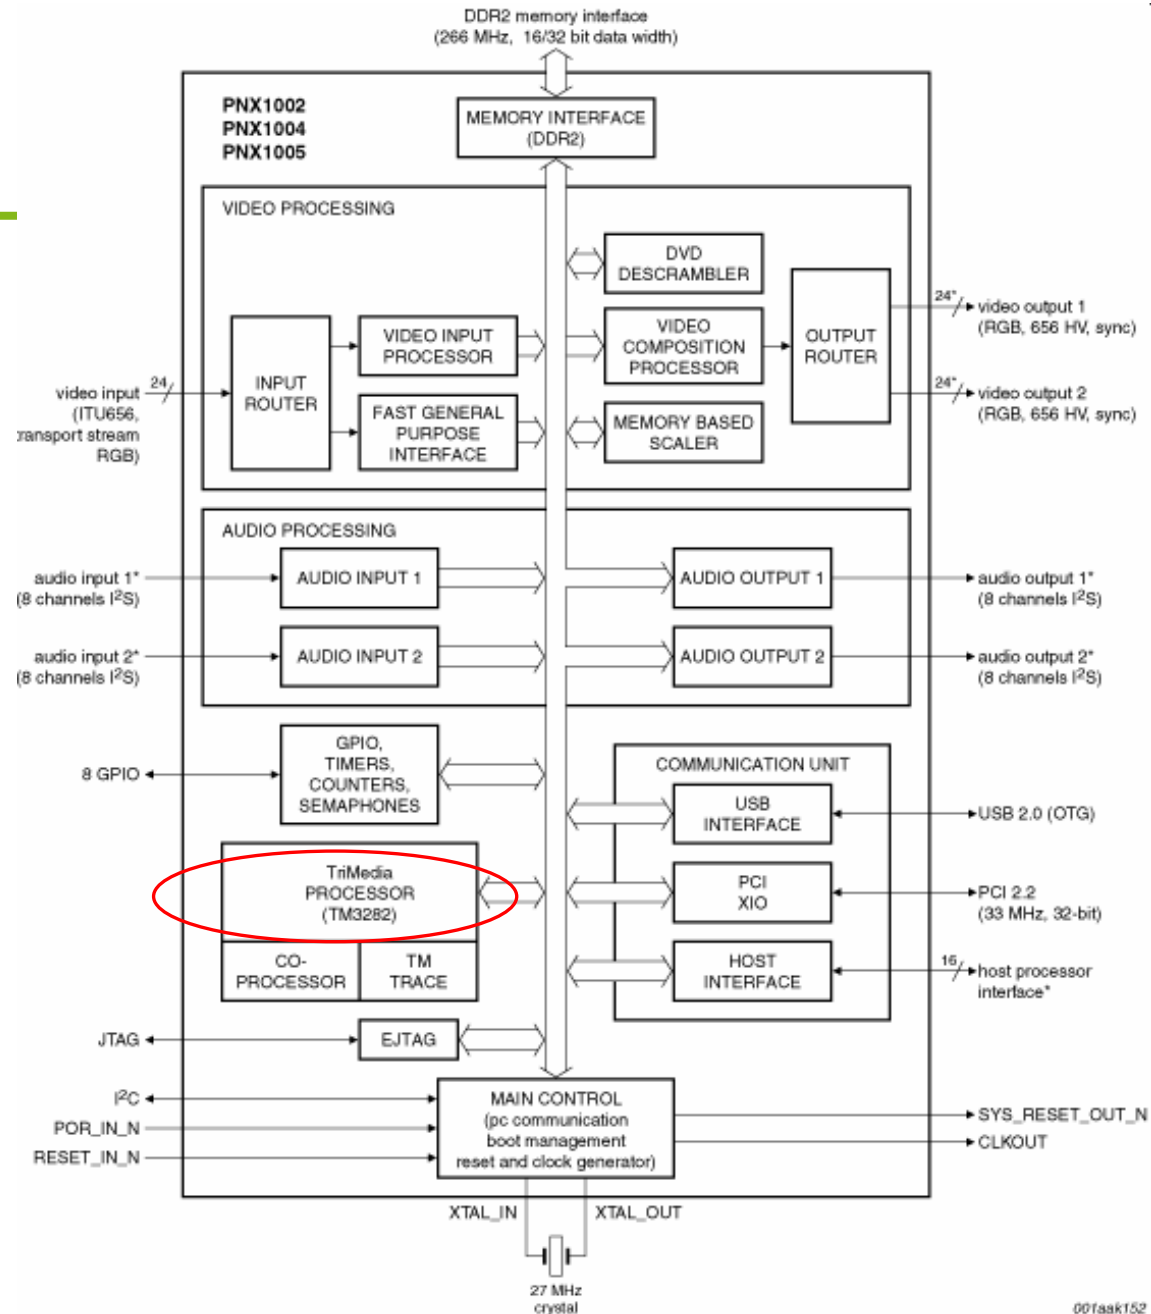 DDR2 memory interface
(266 MHz, 16/32 bit data width)
PNX1002
PNX1004
PNX1005
MEMORY INTERFACE
(DDR2)
VIDEO PROCESSING
DVD
DESCRAMBLER
VIDEO INPUT
PROCESSOR
VIDEO
COMPOSITION
PROCESSOR
OUTPUT
ROUTER
24*
video output 1
(RGB, 656 HV, sync)
24*
video output 2
(RGB, 656 HV, sync)
video input
(ITU656,
transport stream
RGB)
24
INPUT
ROUTER
FAST GENERAL
PURPOSE
INTERFACE
MEMORY BASED
SCALER
AUDIO PROCESSING
audio input 1*
(8 channels I2S)
AUDIO INPUT 1
AUDIO OUTPUT 1
audio output 1*
(8 channels I2S)
audio input 2*
(8 channels I2S)
AUDIO INPUT 2
AUDIO OUTPUT 2
audio output 2*
(8 channels I2S)
8 GPIO
GPIO,
TIMERS,
COUNTERS,
SEMAPHONES
COMMUNICATION UNIT
USB
INTERFACE
USB 2.0 (OTG)
TriMedia
PROCESSOR
(TM3282)
PCI
XIO
PCI 2.2
(33 MHz, 32-bit)
CO-
PROCESSOR
TM
TRACE
HOST
INTERFACE
16
host processor
interface*
JTAG
EJTAG
I2C
POR_IN_N
RESET_IN_N
MAIN CONTROL
(pc communication
boot management
reset and clock generator)
SYS_RESET_OUT_N
CLKOUT
XTAL_IN
XTAL_OUT
27 MHz
crystal
001aak152